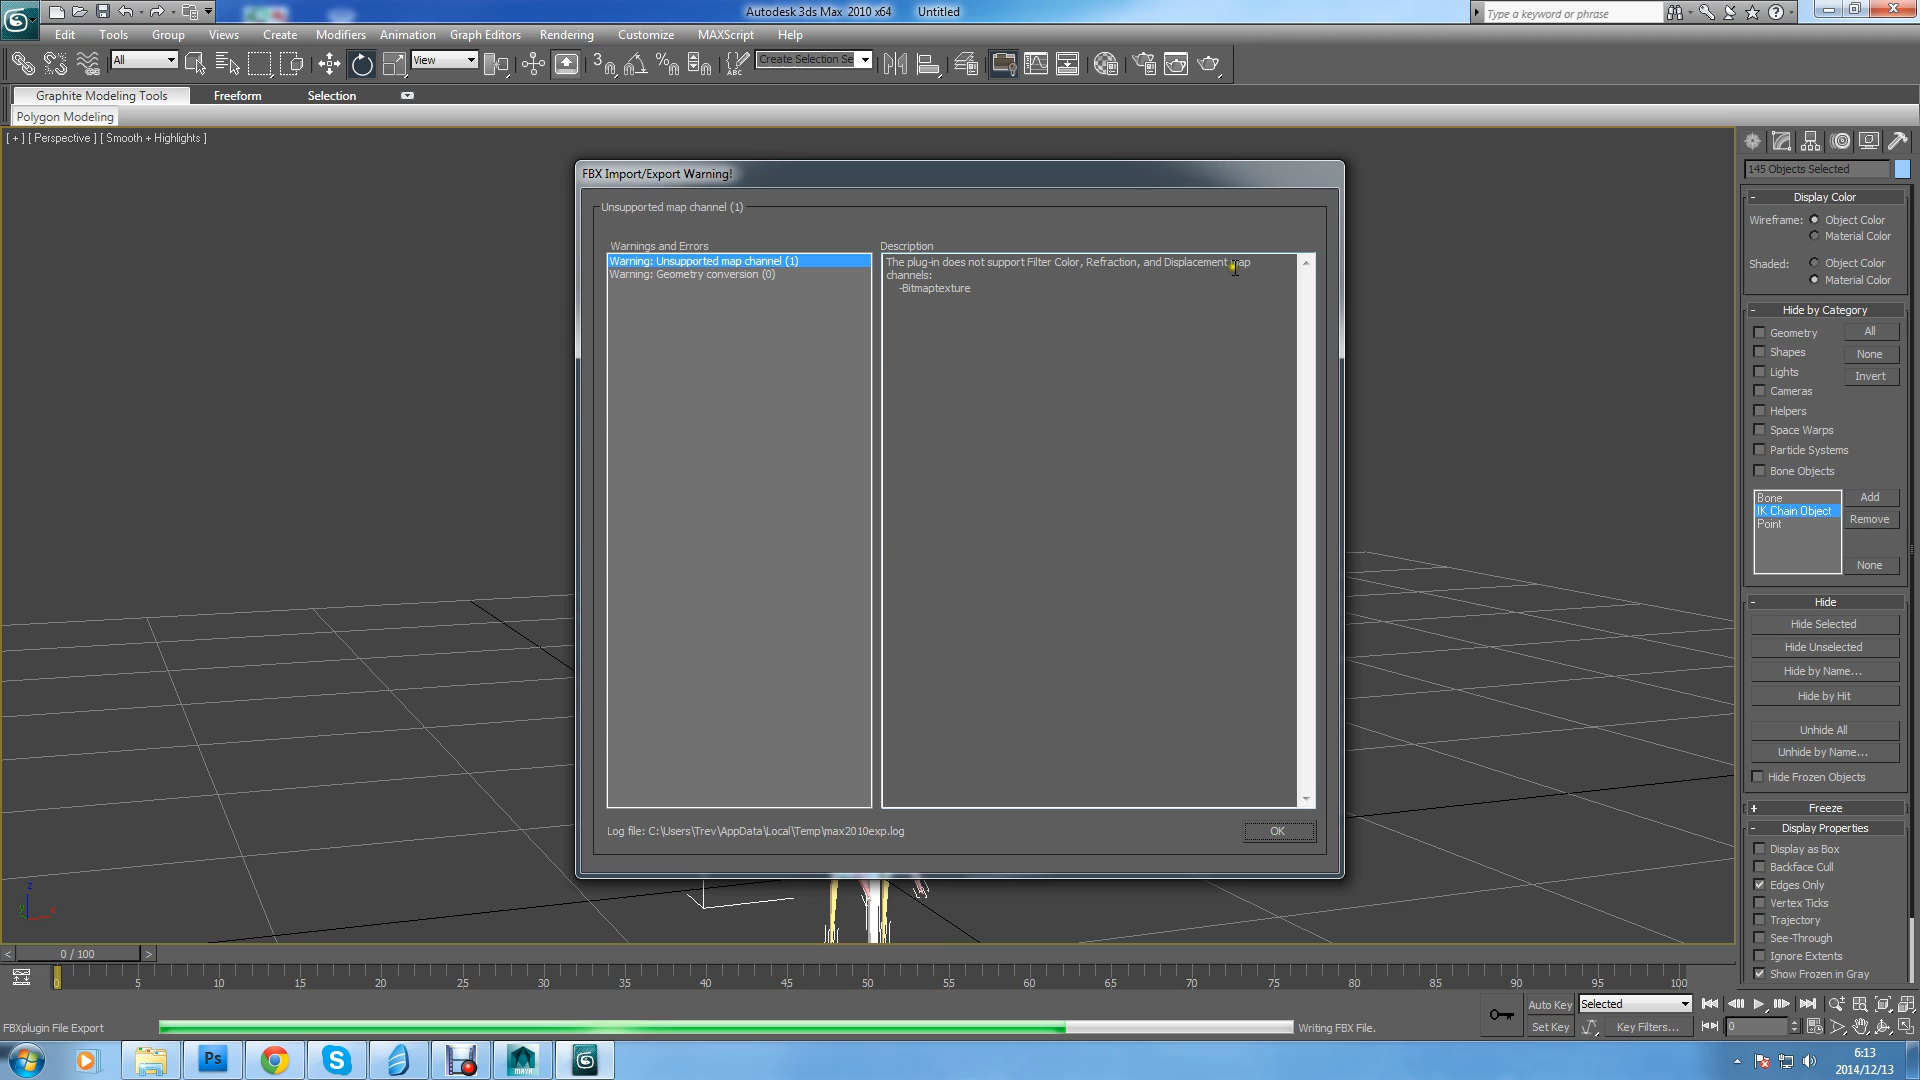 Autodesk 3ds Max 2010 x64 Untitled
Type a keyword or phrase
Edit Tools Group Views Create Modifiers Animation Graph Editors Rendering Customize MAXScript Help
All
View
3
ABC
Create Selection Se
Graphite Modeling Tools Freeform Selection
Polygon Modeling
[ + ] [ Perspective ] [ Smooth + Highlights ]
FBX Import/Export Warning!
Unsupported map channel (1)
Warnings and Errors
Warning: Unsupported map channel (1)
Warning: Geometry conversion (0)
Description
The plug-in does not support Filter Color, Refraction, and Displacement map
channels:
-Bitmaptexture
Log file: C:\Users\Trev\AppData\Local\Temp\max2010exp.log
OK
145 Objects Selected
- Display Color
Wireframe: Object Color
Material Color
Shaded: Object Color
Material Color
- Hide by Category
Geometry All
Shapes None
Lights Invert
Cameras
Helpers
Space Warps
Particle Systems
Bone Objects
Bone Add
IK Chain Object
Remove
Point
None
- Hide
Hide Selected
Hide Unselected
Hide by Name...
Hide by Hit
Unhide All
Unhide by Name...
Hide Frozen Objects
+ Freeze
- Display Properties
Display as Box
Backface Cull
Edges Only
Vertex Ticks
Trajectory
See-Through
Ignore Extents
Show Frozen in Gray
z
x
y
< 0 / 100 >
0 5 10 15 20 25 30 35 40 45 50 55 60 65 70 75 80 85 90 95 100
Auto Key Selected
Set Key Key Filters... 0
FBXplugin File Export Writing FBX File.
Ps
MAYA
6:13
2014/12/13